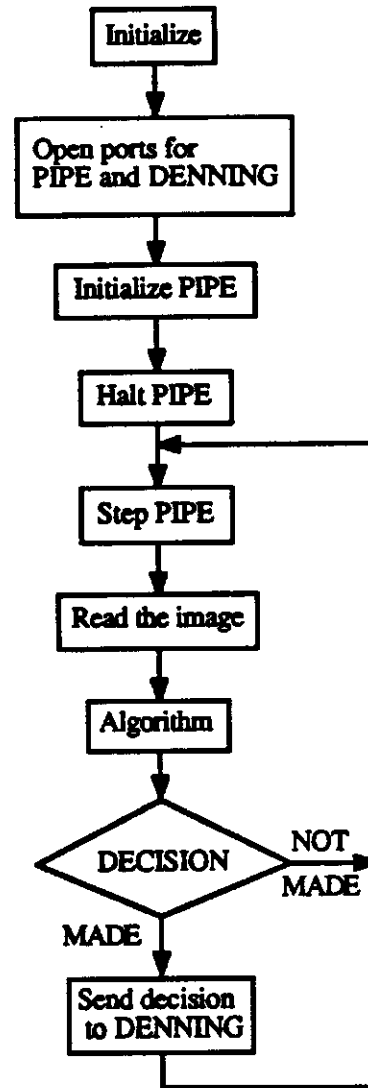 Initialize
Open ports for
PIPE and DENNING
Initialize PIPE
Halt PIPE
Step PIPE
Read the image
Algorithm
DECISION
NOT
MADE
MADE
Send decision
to DENNING